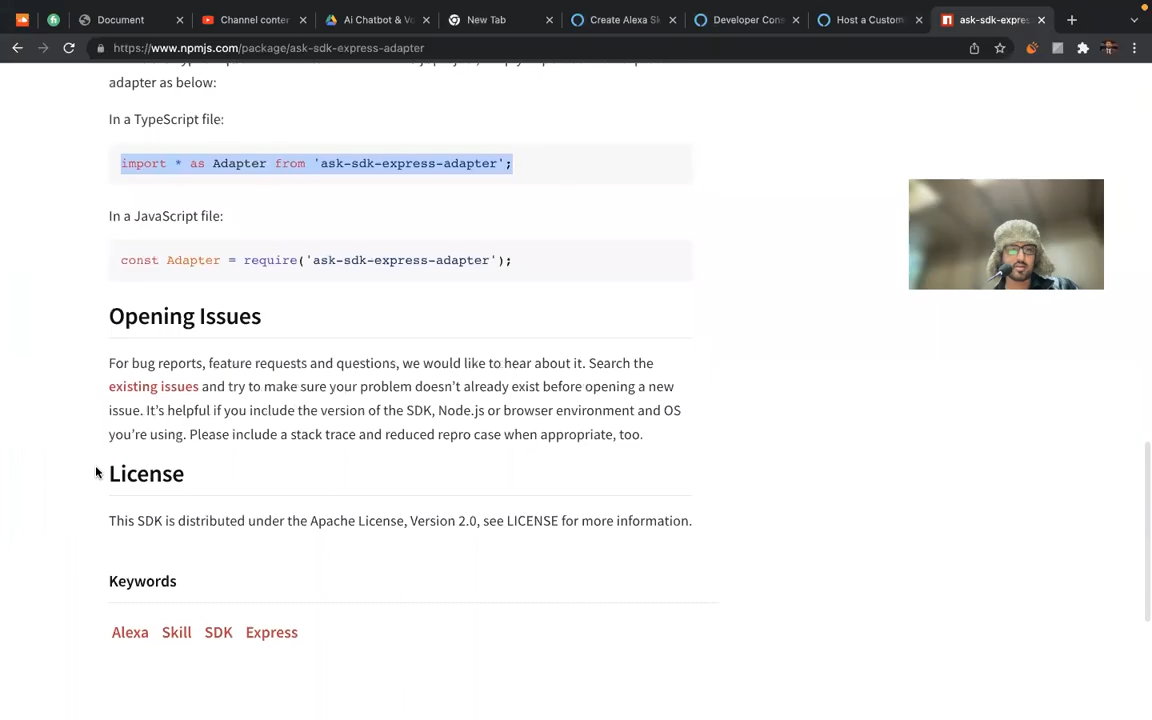 Document
Channel conter
Ai Chatbot & Vo
New Tab
Create Alexa Sk
Developer Cons
Host a Custom
ask-sdk-expres
https://www.npmjs.com/package/ask-sdk-express-adapter
adapter as below:
In a TypeScript file:
import * as Adapter from 'ask-sdk-express-adapter';
In a JavaScript file:
const Adapter = require('ask-sdk-express-adapter');
Opening Issues
For bug reports, feature requests and questions, we would like to hear about it. Search the
existing issues and try to make sure your problem doesn't already exist before opening a new
issue. It's helpful if you include the version of the SDK, Node.js or browser environment and OS
you're using. Please include a stack trace and reduced repro case when appropriate, too.
License
This SDK is distributed under the Apache License, Version 2.0, see LICENSE for more information.
Keywords
Alexa Skill SDK Express